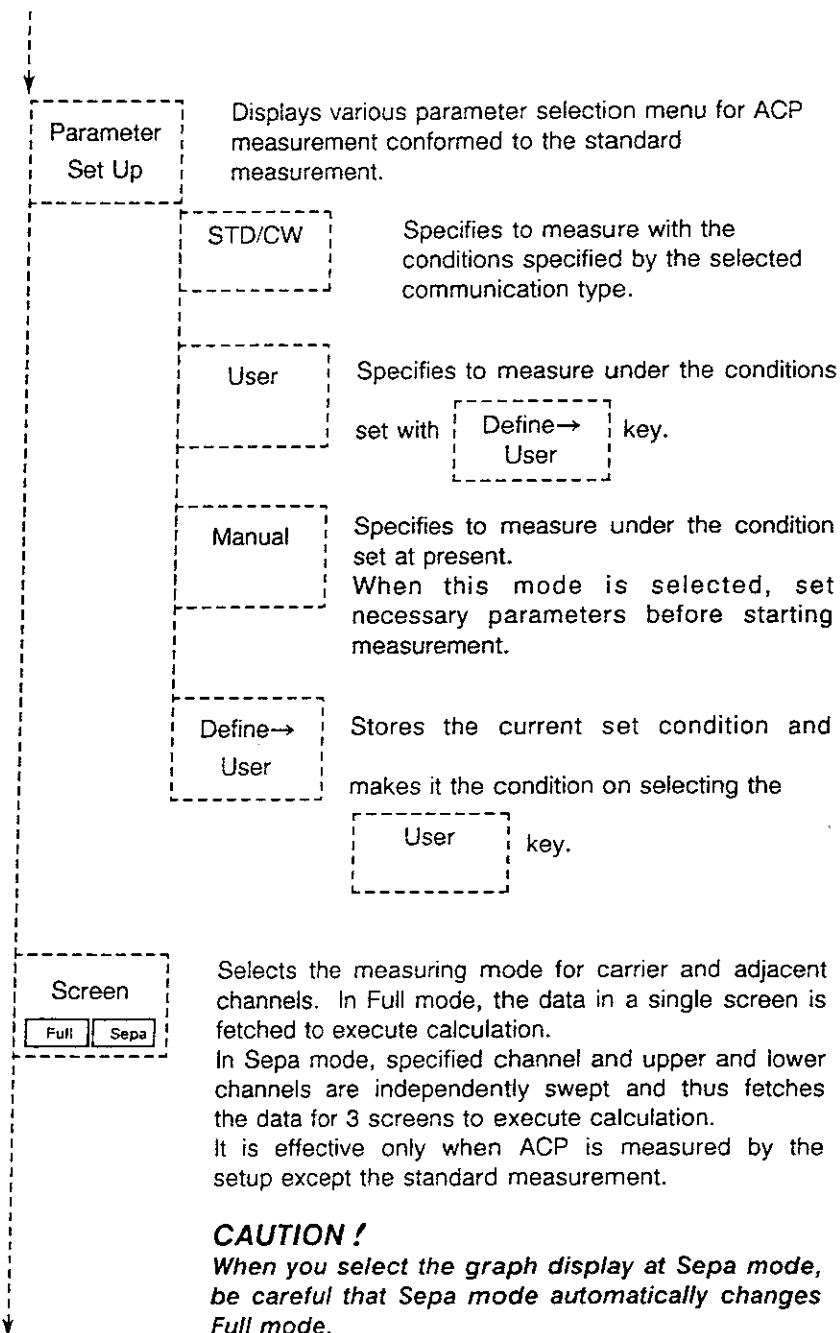 Parameter
Set Up
Displays various parameter selection menu for ACP
measurement conformed to the standard
measurement.
STD/CW
Specifies to measure with the
conditions specified by the selected
communication type.
User
Specifies to measure under the conditions
set with Define→ key.
User
Manual
Specifies to measure under the condition
set at present.
When this mode is selected, set
necessary parameters before starting
measurement.
Define→
User
Stores the current set condition and
makes it the condition on selecting the
User key.
Screen
Full Sepa
Selects the measuring mode for carrier and adjacent
channels. In Full mode, the data in a single screen is
fetched to execute calculation.
In Sepa mode, specified channel and upper and lower
channels are independently swept and thus fetches
the data for 3 screens to execute calculation.
It is effective only when ACP is measured by the
setup except the standard measurement.
CAUTION !
When you select the graph display at Sepa mode,
be careful that Sepa mode automatically changes
Full mode.